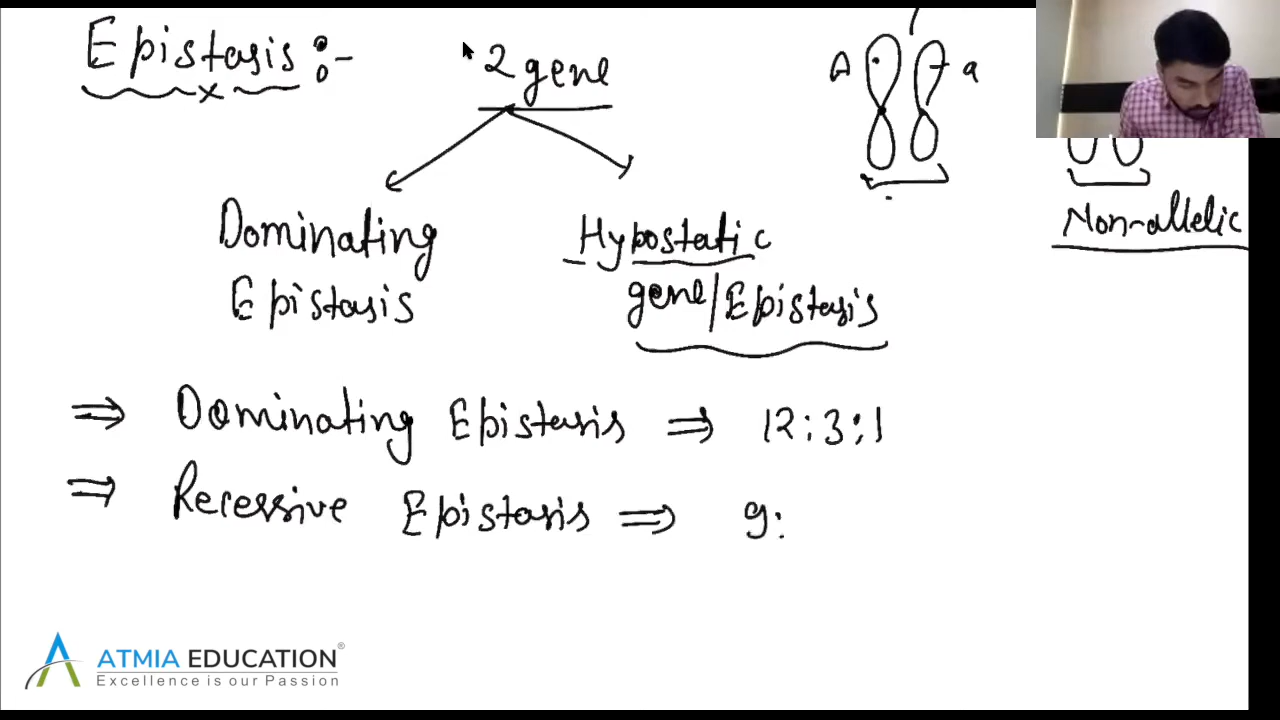 Epistasis :-
2 gene
A a
Non-allelic
Dominating
Epistasis
Hypostatic
gene/Epistasis
⇒ Dominating Epistasis ⇒ 12:3:1
⇒ Recessive Epistasis ⇒ 9:
ATMIA EDUCATION®
Excellence is our Passion